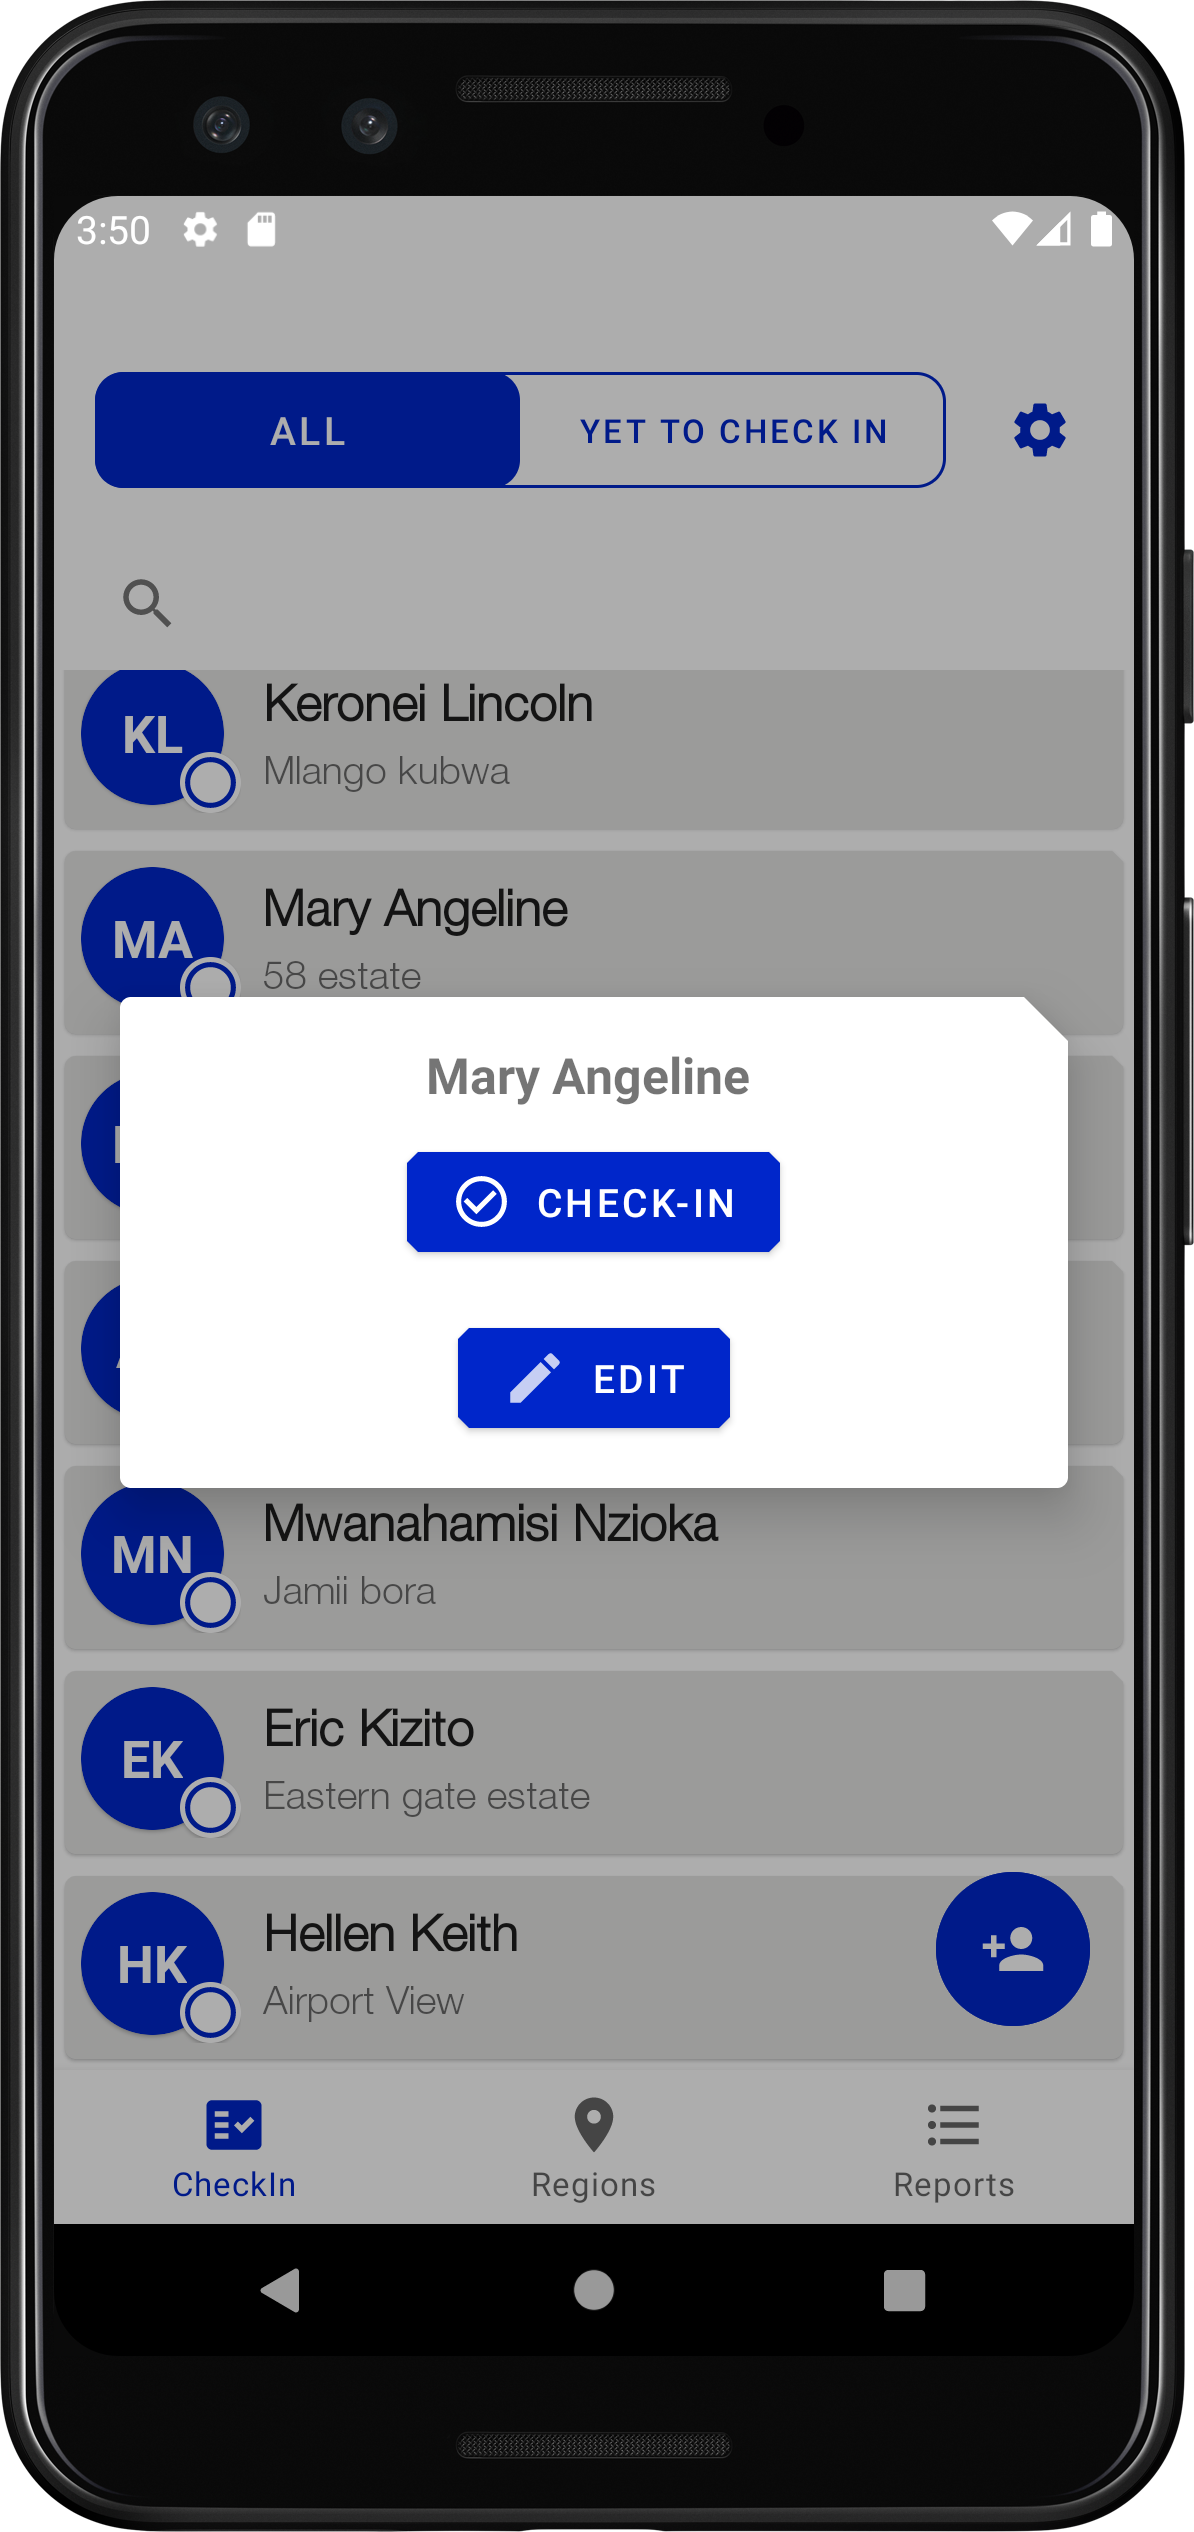 3:50
ALL
YET TO CHECK IN
KL
Keronei Lincoln
Mlango kubwa
MA
Mary Angeline
58 estate
Mary Angeline
CHECK-IN
EDIT
MN
Mwanahamisi Nzioka
Jamii bora
EK
Eric Kizito
Eastern gate estate
HK
Hellen Keith
Airport View
CheckIn
Regions
Reports